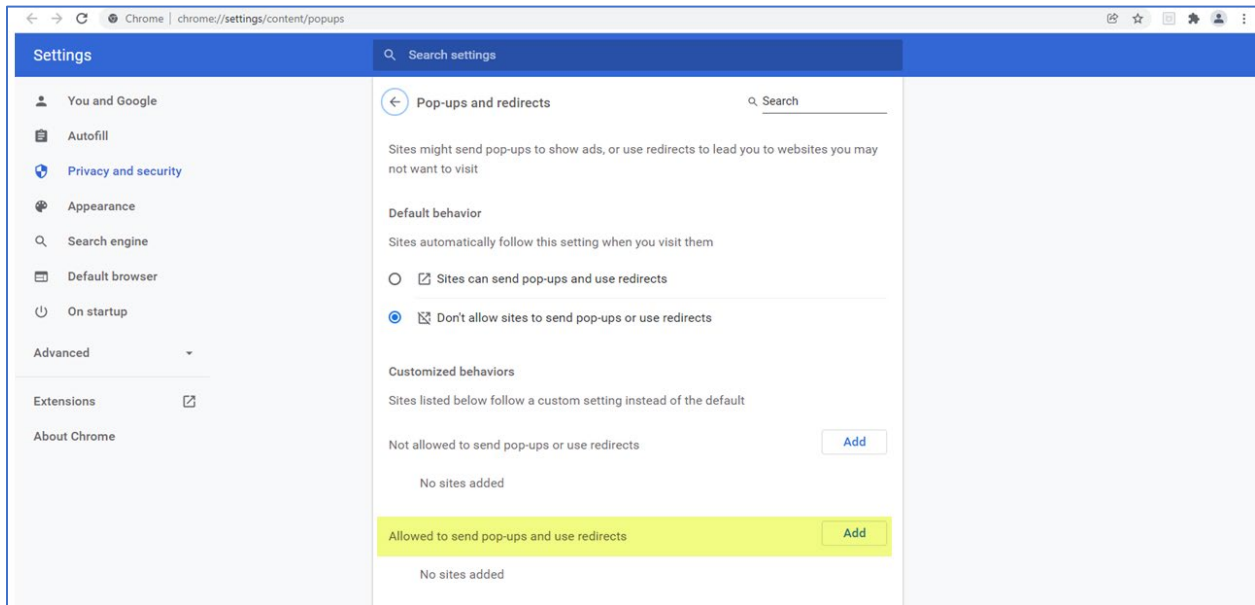 Chrome | chrome://settings/content/popups
Settings
Search settings
You and Google
Autofill
Privacy and security
Appearance
Search engine
Default browser
On startup
Advanced
Extensions
About Chrome
Pop-ups and redirects
Search
Sites might send pop-ups to show ads, or use redirects to lead you to websites you may
not want to visit
Default behavior
Sites automatically follow this setting when you visit them
Sites can send pop-ups and use redirects
Don't allow sites to send pop-ups or use redirects
Customized behaviors
Sites listed below follow a custom setting instead of the default
Not allowed to send pop-ups or use redirects
Add
No sites added
Allowed to send pop-ups and use redirects
Add
No sites added